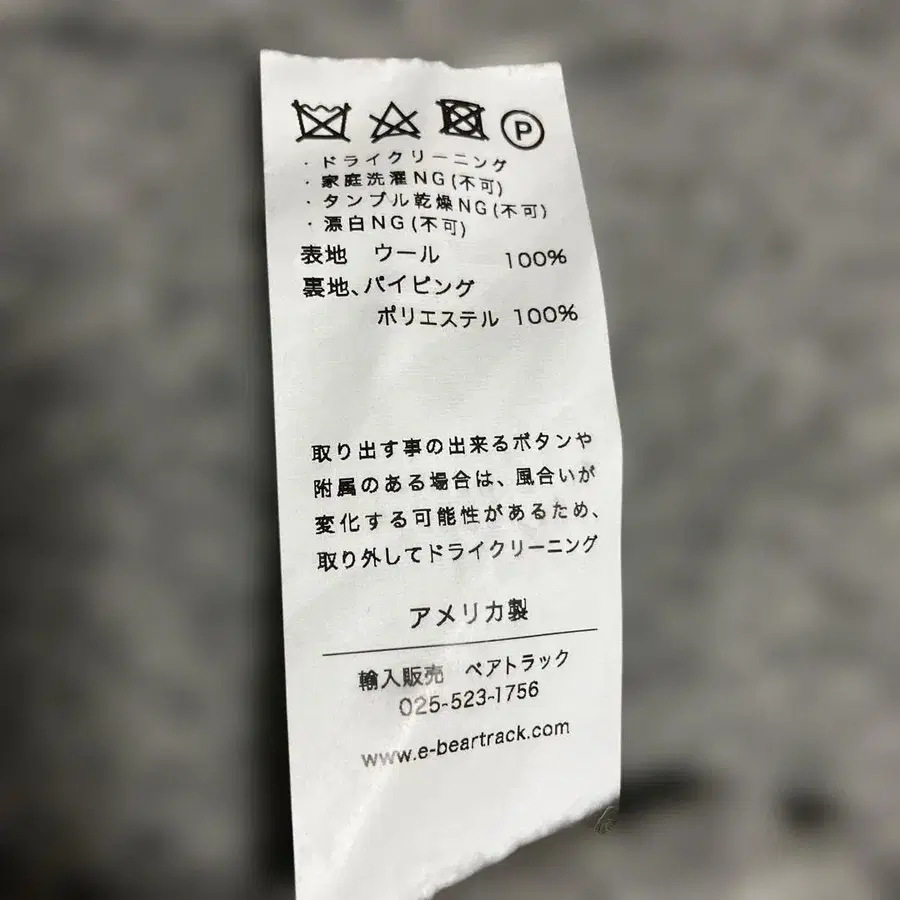 P
・ドライクリーニング
・家庭洗濯NG(不可)
・タンブル乾燥NG(不可)
・漂白NG(不可)
表地 ウール 100%
裏地、パイピング
ポリエステル 100%
取り出す事の出来るボタンや
附属のある場合は、風合いが
変化する可能性があるため、
取り外してドライクリーニング
アメリカ製
輸入販売 ベアトラック
025-523-1756
www.e-beartrack.com